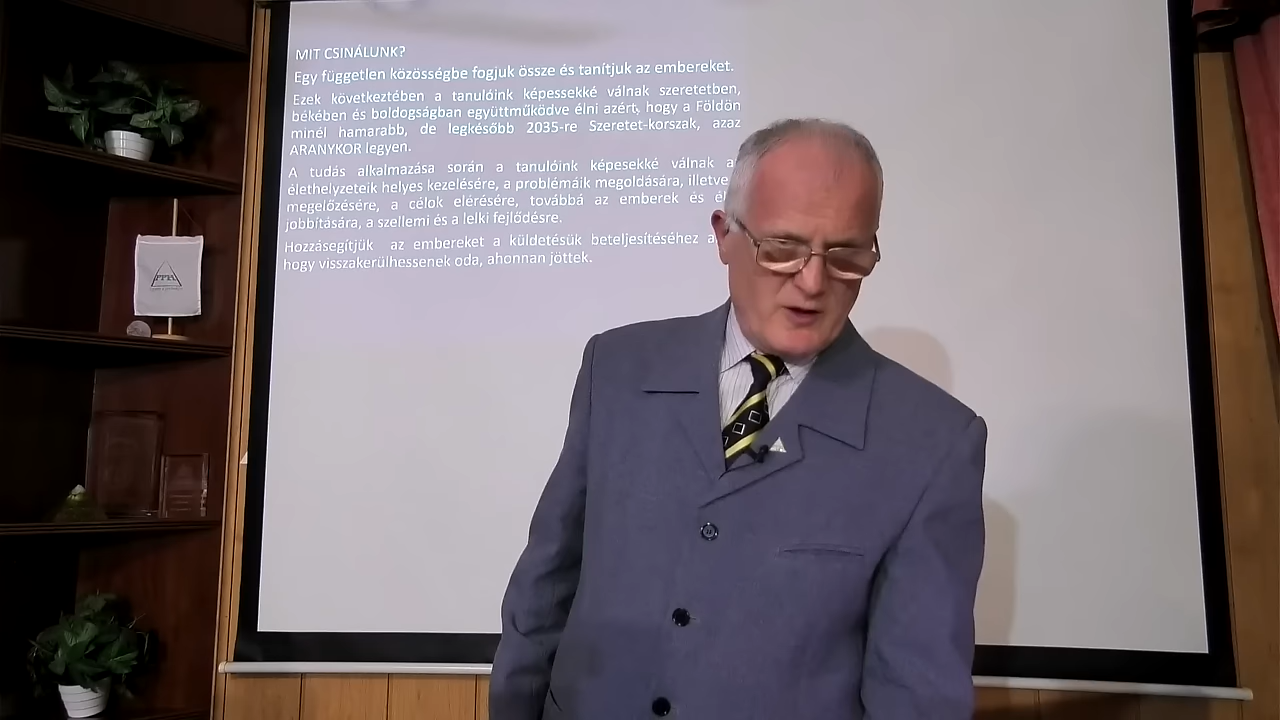 MIT CSINÁLUNK?
Egy független közösségbe fogjuk össze és tanítjuk az embereket.
Ezek következtében a tanulóink képessekké válnak szeretetben,
békében és boldogságban együttműködve élni azért, hogy a Földön
minél hamarabb, de legkésőbb 2035-re Szeretet-korszak, azaz
ARANYKOR legyen.
A tudás alkalmazása során a tanulóink képesekké válnak a
élethelyzeteik helyes kezelésére, a problémáik megoldására, illetve
megelőzésére, a célok elérésére, továbbá az emberek és
jobbítására, a szellemi és a lelki fejlődésre.
Hozzásegítjük az embereket a küldetésük beteljesítéséhez
hogy visszakerülhessenek oda, ahonnan jöttek.